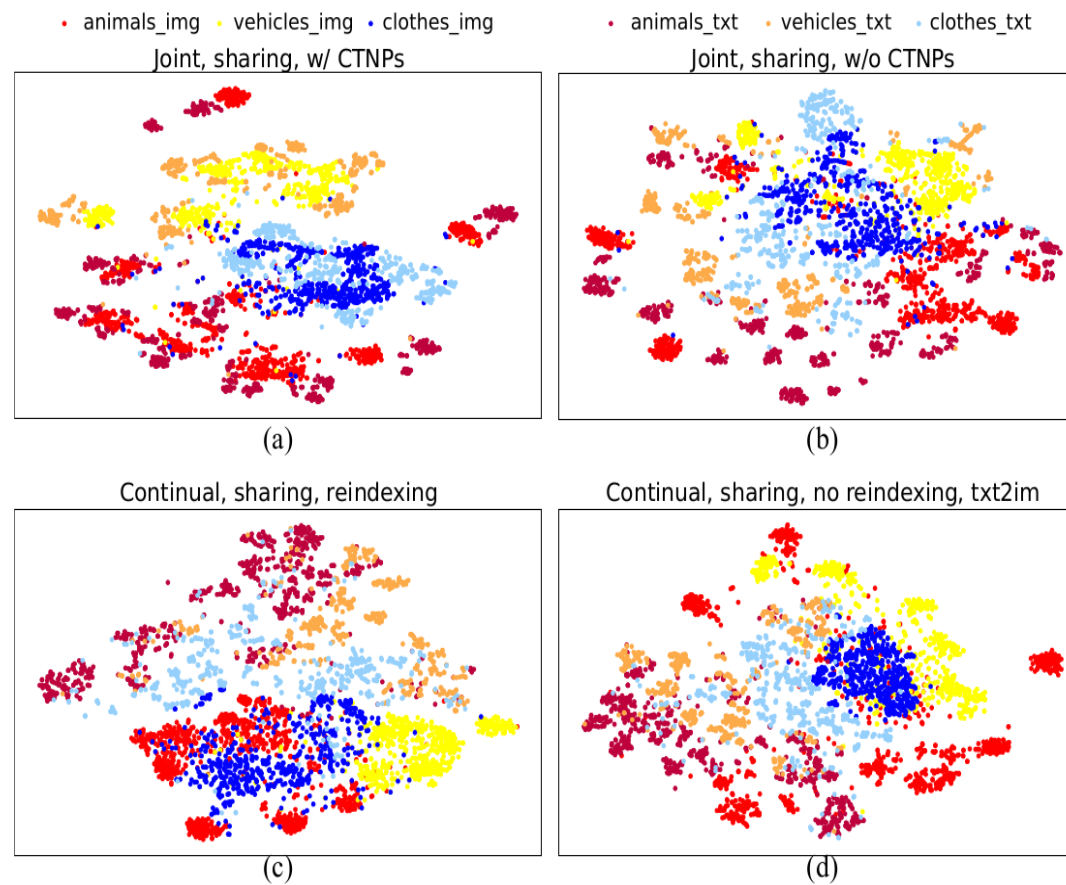 animals_img vehicles_img clothes_img
animals_txt vehicles_txt clothes_txt
Joint, sharing, w/ CTNPs
Joint, sharing, w/o CTNPs
(a)
(b)
Continual, sharing, reindexing
Continual, sharing, no reindexing, txt2im
(c)
(d)